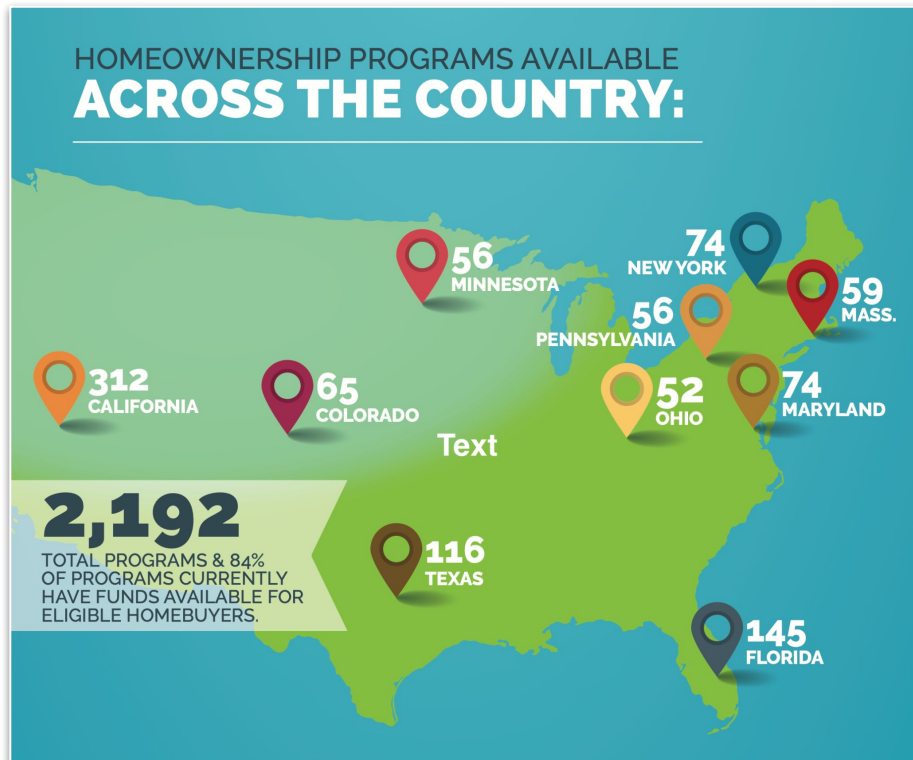 HOMEOWNERSHIP PROGRAMS AVAILABLE
ACROSS THE COUNTRY:
56
MINNESOTA
74
NEW YORK
59
MASS.
56
PENNSYLVANIA
312
CALIFORNIA
65
COLORADO
52
OHIO
74
MARYLAND
Text
2,192
TOTAL PROGRAMS & 84%
OF PROGRAMS CURRENTLY
HAVE FUNDS AVAILABLE FOR
ELIGIBLE HOMEBUYERS.
116
TEXAS
145
FLORIDA